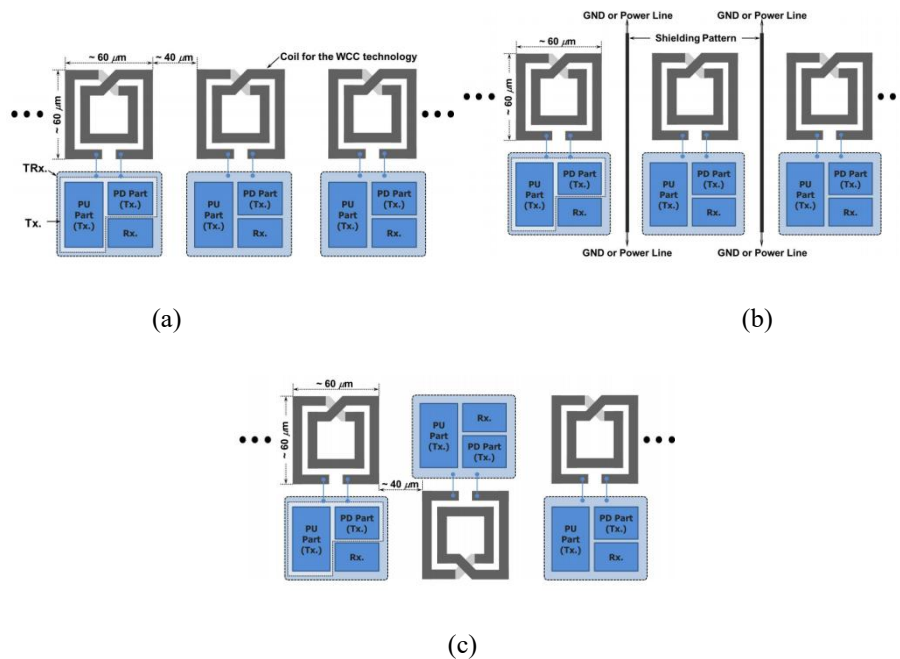 ~ 60 μm
~ 40 μm
Coil for the WCC technology
~ 60 μm
TRx.
Tx.
PU Part (Tx.)
PD Part (Tx.)
Rx.
PU Part (Tx.)
PD Part (Tx.)
Rx.
PU Part (Tx.)
PD Part (Tx.)
Rx.
(a)
GND or Power Line
GND or Power Line
Shielding Pattern
~ 60 μm
~ 60 μm
PU Part (Tx.)
PD Part (Tx.)
Rx.
PU Part (Tx.)
PD Part (Tx.)
Rx.
PU Part (Tx.)
PD Part (Tx.)
Rx.
GND or Power Line
GND or Power Line
(b)
~ 60 μm
~ 60 μm
~ 40 μm
PU Part (Tx.)
Rx.
PD Part (Tx.)
PU Part (Tx.)
PD Part (Tx.)
Rx.
PU Part (Tx.)
PD Part (Tx.)
Rx.
(c)